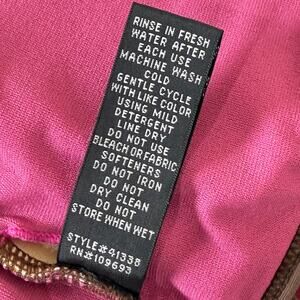 RINSE IN FRESH
WATER AFTER
EACH USE
MACHINE WASH
COLD
GENTLE CYCLE
WITH LIKE COLOR
USING MILD
DETERGENT
LINE DRY
DO NOT USE
BLEACH OR FABRIC
SOFTENERS
DO NOT IRON
DO NOT
DRY CLEAN
DO NOT
STORE WHEN WET
STYLE#41338
RN#109693